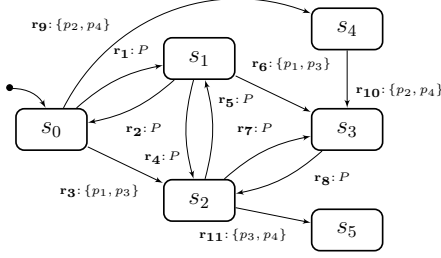 r9: {p2, p4}
s4
r1: P
s1
r6: {p1, p3}
r10: {p2, p4}
s0
r2: P
r5: P
r7: P
s3
r4: P
r3: {p1, p3}
s2
r8: P
r11: {p3, p4}
s5